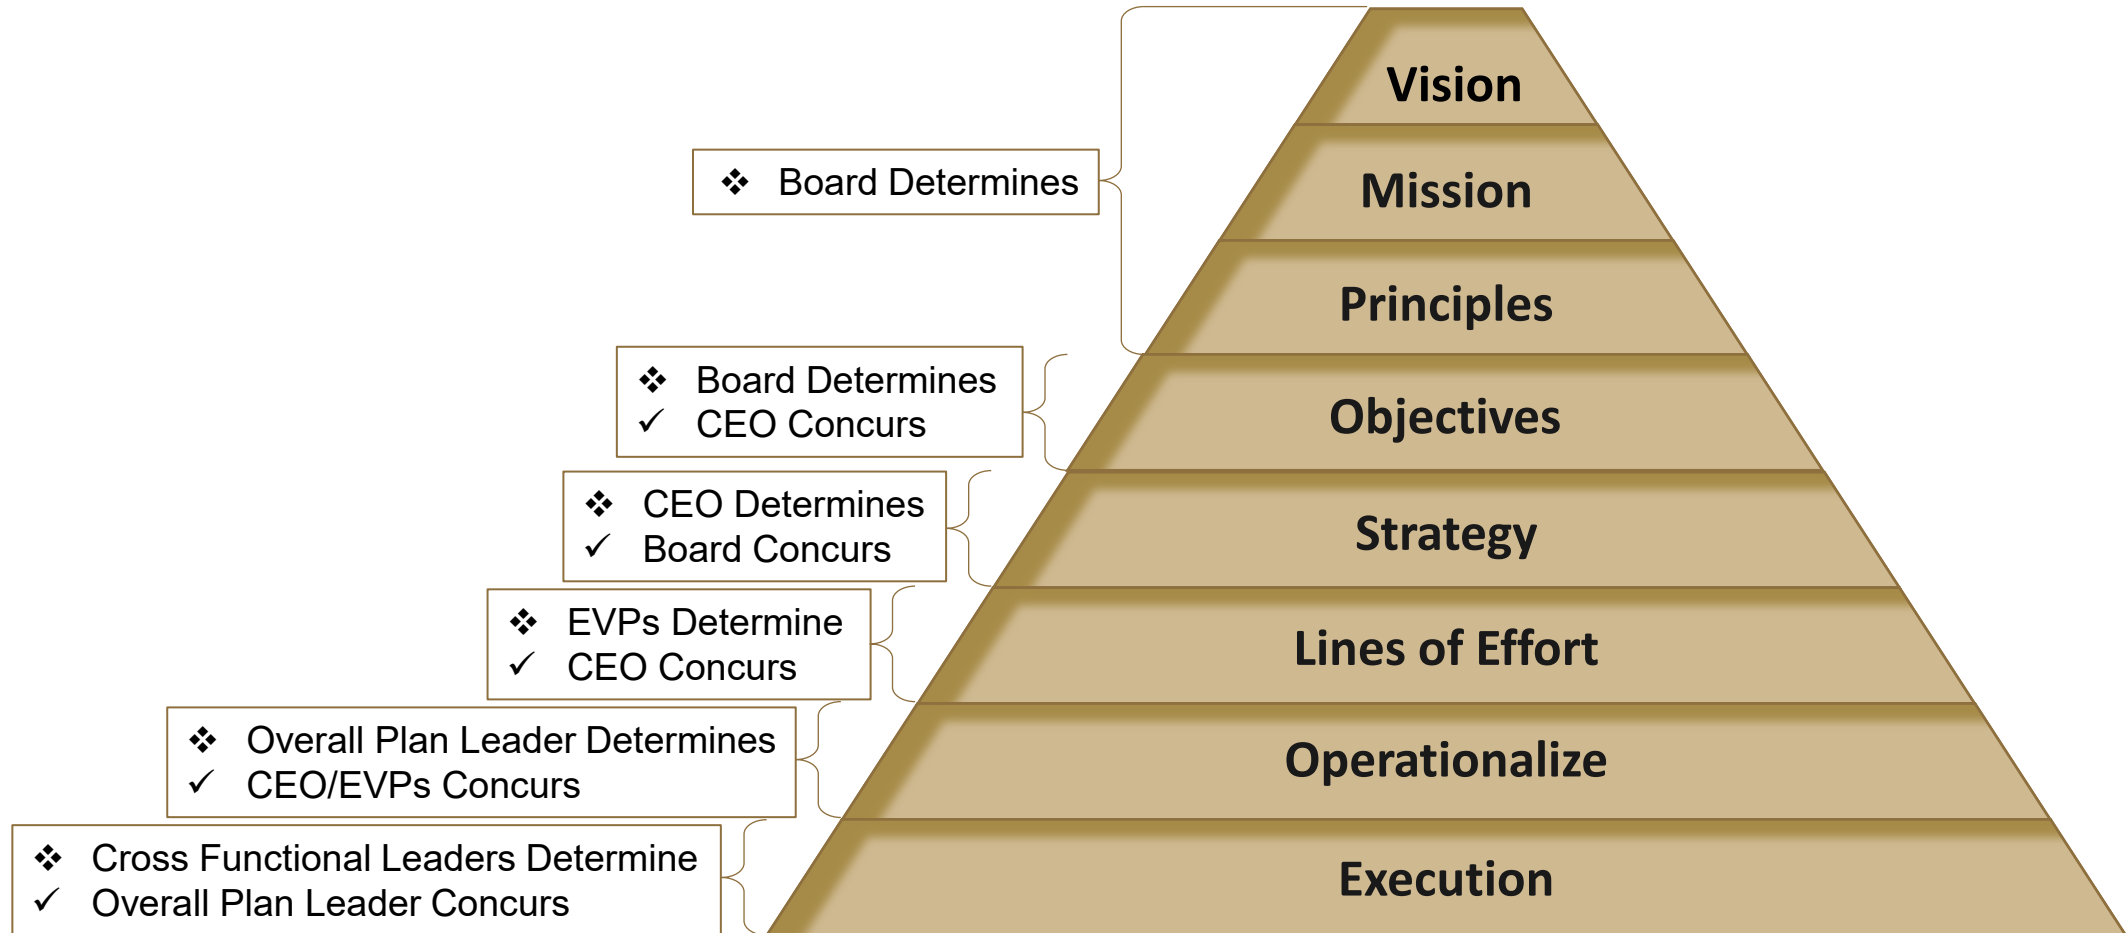 Vision
❖ Board Determines
Mission
Principles
❖ Board Determines
✓ CEO Concurs
Objectives
❖ CEO Determines
✓ Board Concurs
Strategy
❖ EVPs Determine
✓ CEO Concurs
Lines of Effort
❖ Overall Plan Leader Determines
✓ CEO/EVPs Concurs
Operationalize
❖ Cross Functional Leaders Determine
✓ Overall Plan Leader Concurs
Execution